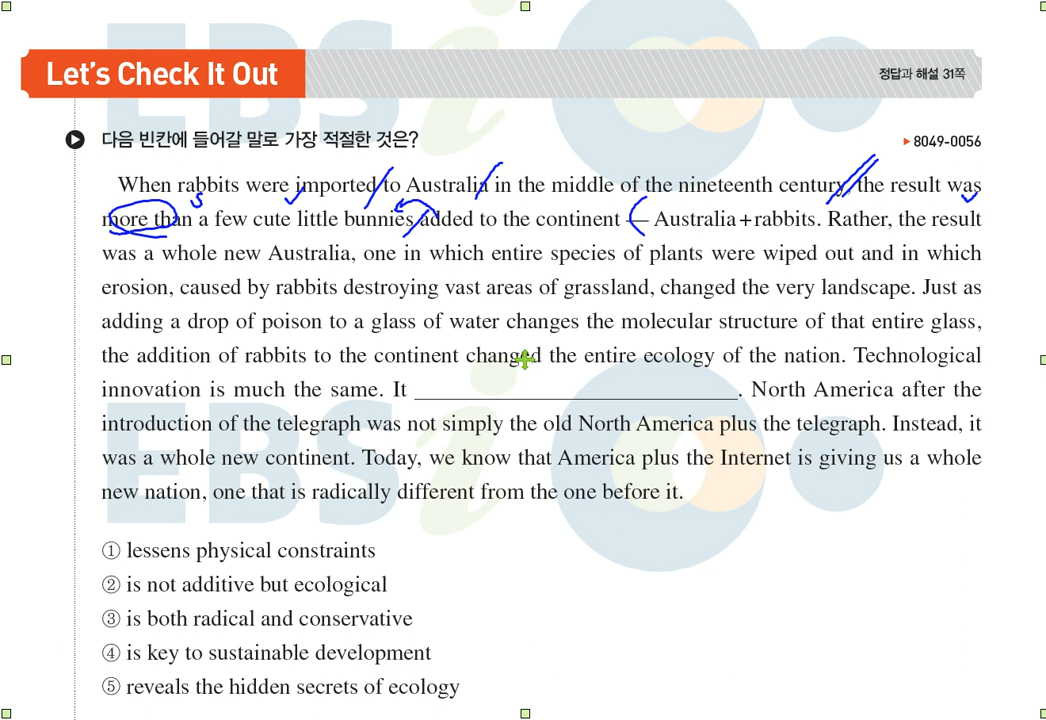 Let's Check It Out
정답과 해설 31쪽
다음 빈칸에 들어갈 말로 가장 적절한 것은?
▶ 8049-0056
When rabbits were imported to Australia in the middle of the nineteenth century, the result was
more than a few cute little bunnies added to the continent — Australia+rabbits. Rather, the result
was a whole new Australia, one in which entire species of plants were wiped out and in which
erosion, caused by rabbits destroying vast areas of grassland, changed the very landscape. Just as
adding a drop of poison to a glass of water changes the molecular structure of that entire glass,
the addition of rabbits to the continent changed the entire ecology of the nation. Technological
innovation is much the same. It ______________________________. North America after the
introduction of the telegraph was not simply the old North America plus the telegraph. Instead, it
was a whole new continent. Today, we know that America plus the Internet is giving us a whole
new nation, one that is radically different from the one before it.
① lessens physical constraints
② is not additive but ecological
③ is both radical and conservative
④ is key to sustainable development
⑤ reveals the hidden secrets of ecology
EBSi
EBSi